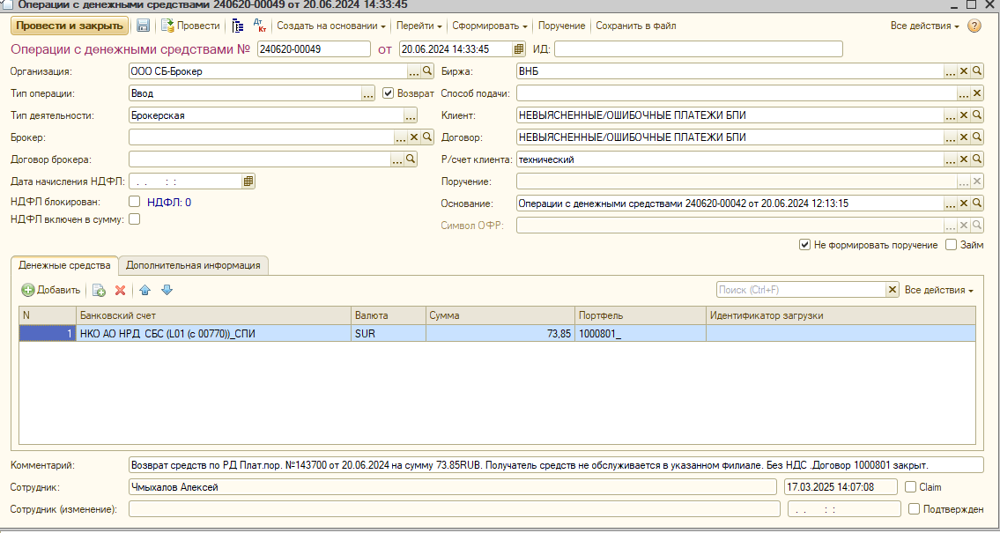 Операции с денежными средствами 240620-00049 от 20.06.2024 14:33:45
Провести и закрыть Провести Дт Кт Создать на основании Перейти Сформировать Поручение Сохранить в файл Все действия ?
Операции с денежными средствами № 240620-00049 от 20.06.2024 14:33:45 ИД:
Организация: ООО СБ-Брокер ... Биржа: ВНБ ...
Тип операции: Ввод ... Возврат Способ подачи: ...
Тип деятельности: Брокерская ... Клиент: НЕВЫЯСНЕННЫЕ/ОШИБОЧНЫЕ ПЛАТЕЖИ БПИ ...
Брокер: ... Договор: НЕВЫЯСНЕННЫЕ/ОШИБОЧНЫЕ ПЛАТЕЖИ БПИ ...
Договор брокера: ... Р/счет клиента: технический ...
Дата начисления НДФЛ: . . : : Поручение: ...
НДФЛ блокирован: НДФЛ: 0 Основание: Операции с денежными средствами 240620-00042 от 20.06.2024 12:13:15 ...
НДФЛ включен в сумму: Символ ОФР: ...
Не формировать поручение Займ
Денежные средства Дополнительная информация
Добавить Поиск (Ctrl+F) Все действия
N Банковский счет Валюта Сумма Портфель Идентификатор загрузки
1 НКО АО НРД СБС (L01 (с 00770))_СПИ SUR 73,85 1000801_
Комментарий: Возврат средств по РД Плат.пор. №143700 от 20.06.2024 на сумму 73.85RUB. Получатель средств не обслуживается в указанном филиале. Без НДС .Договор 1000801 закрыт.
Сотрудник: Чмыхалов Алексей 17.03.2025 14:07:08 Claim
Сотрудник (изменение): . . : : Подтвержден